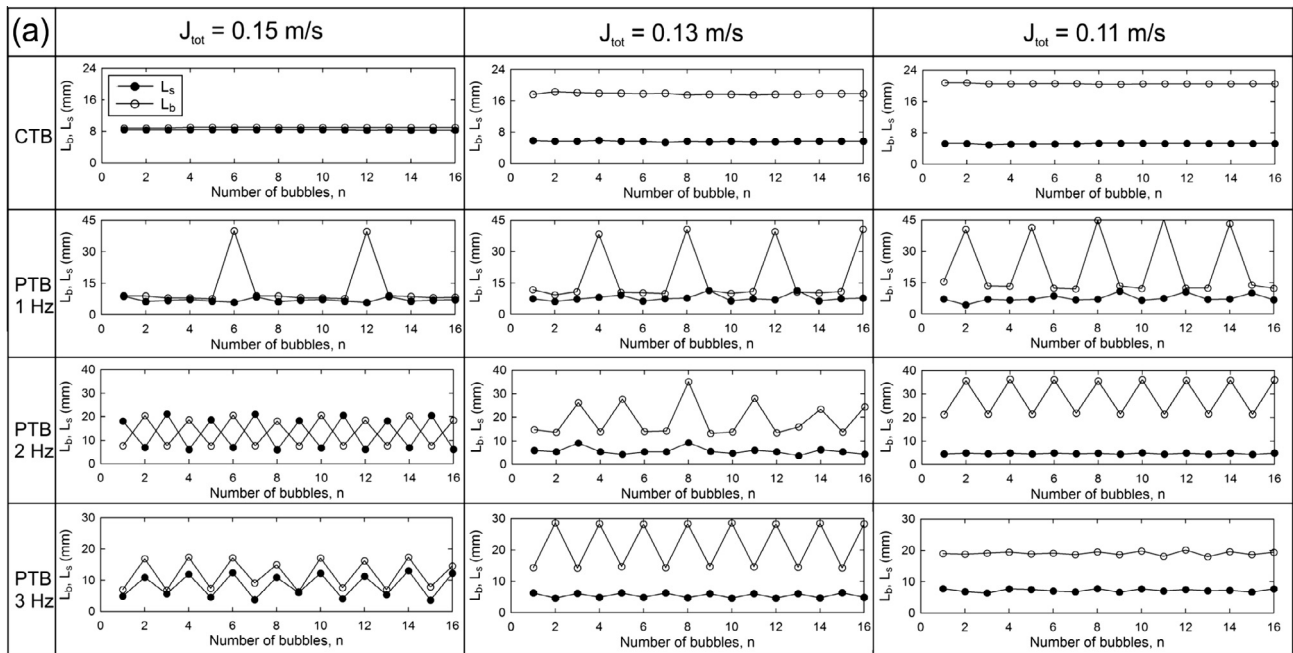 (a)
J_tot = 0.15 m/s
J_tot = 0.13 m/s
J_tot = 0.11 m/s
CTB
L_b, L_s (mm)
24
16
8
0
L_s
L_b
0 2 4 6 8 10 12 14 16
Number of bubbles, n
L_b, L_s (mm)
24
16
8
0
0 2 4 6 8 10 12 14 16
Number of bubble, n
L_b, L_s (mm)
24
16
8
0
0 2 4 6 8 10 12 14 16
Number of bubbles, n
PTB
1 Hz
L_b, L_s (mm)
45
30
15
0
0 2 4 6 8 10 12 14 16
Number of bubbles, n
L_b, L_s (mm)
45
30
15
0
0 2 4 6 8 10 12 14 16
Number of bubbles, n
L_b, L_s (mm)
45
30
15
0
0 2 4 6 8 10 12 14 16
Number of bubbles, n
PTB
2 Hz
L_b, L_s (mm)
40
30
20
10
0
0 2 4 6 8 10 12 14 16
Number of bubbles, n
L_b, L_s (mm)
40
30
20
10
0
0 2 4 6 8 10 12 14 16
Number of bubbles, n
L_b, L_s (mm)
40
30
20
10
0
0 2 4 6 8 10 12 14 16
Number of bubbles, n
PTB
3 Hz
L_b, L_s (mm)
30
20
10
0
0 2 4 6 8 10 12 14 16
Number of bubbles, n
L_b, L_s (mm)
30
20
10
0
0 2 4 6 8 10 12 14 16
Number of bubbles, n
L_b, L_s (mm)
30
20
10
0
0 2 4 6 8 10 12 14 16
Number of bubbles, n